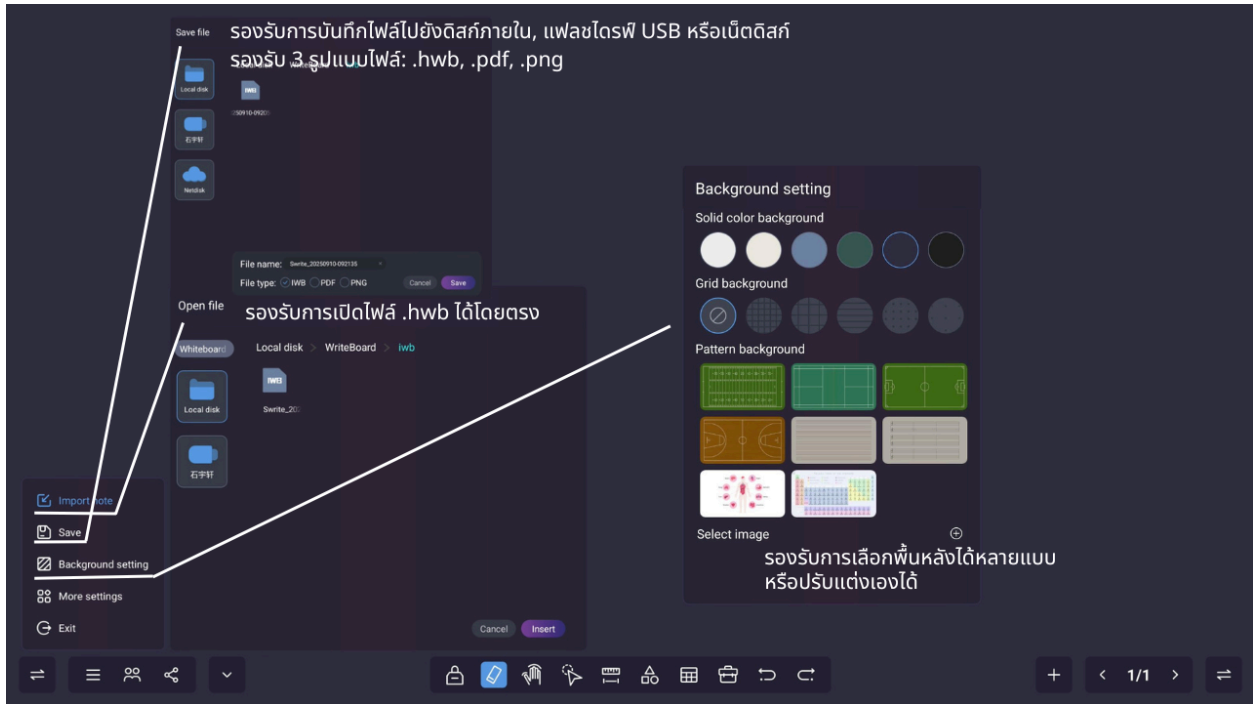 Save file
รองรับการบันทึกไฟล์ไปยังดิสก์ภายใน, แฟลชไดรฟ์ USB หรือเน็ตดิสก์
รองรับ 3 รูปแบบไฟล์: .hwb, .pdf, .png
Local disk
石宇轩
Netdisk
File name: Swrite_20250910-092135
File type: IWB PDF PNG
Cancel Save
Open file
รองรับการเปิดไฟล์ .hwb ได้โดยตรง
Whiteboard
Local disk > WriteBoard > iwb
Local disk
Swrite_20
石宇轩
Cancel Insert
Import note
Save
Background setting
More settings
Exit
Background setting
Solid color background
Grid background
Pattern background
Select image
รองรับการเลือกพื้นหลังได้หลายแบบ
หรือปรับแต่งเองได้
1/1